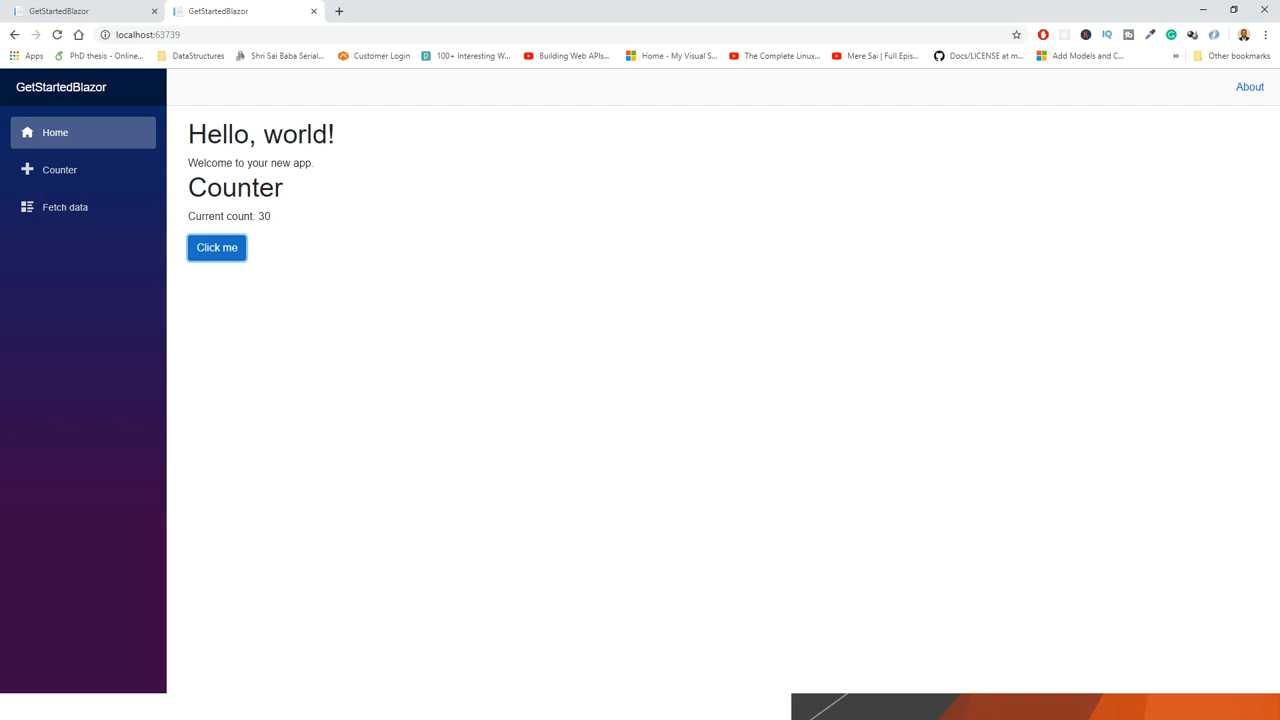 GetStartedBlazor
GetStartedBlazor
localhost:63739
Apps
PhD thesis - Online...
DataStructures
Shri Sai Baba Serial...
Customer Login
100+ Interesting W...
Building Web APIs...
Home - My Visual S...
The Complete Linux...
Mere Sai | Full Epis...
Docs/LICENSE at m...
Add Models and C...
»
Other bookmarks
GetStartedBlazor
About
Home
Counter
Fetch data
Hello, world!
Welcome to your new app.
Counter
Current count: 30
Click me